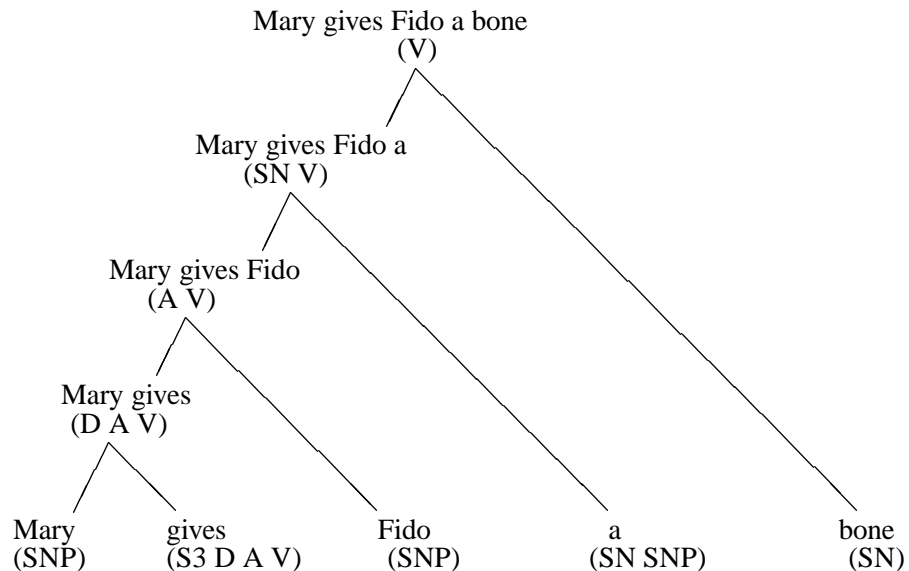 Mary gives Fido a bone
(V)
Mary gives Fido a
(SN V)
Mary gives Fido
(A V)
Mary gives
(D A V)
Mary gives Fido a bone
(SNP) (S3 D A V) (SNP) (SN SNP) (SN)